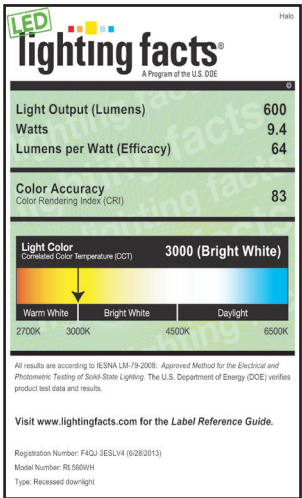 Halo
LED
lighting facts®
A Program of the U.S. DOE
Light Output (Lumens) 600
Watts 9.4
Lumens per Watt (Efficacy) 64
Color Accuracy
Color Rendering Index (CRI) 83
Light Color
Correlated Color Temperature (CCT) 3000 (Bright White)
Warm White Bright White Daylight
2700K 3000K 4500K 6500K
All results are according to IESNA LM-79-2008: Approved Method for the Electrical and
Photometric Testing of Solid-State Lighting. The U.S. Department of Energy (DOE) verifies
product test data and results.
Visit www.lightingfacts.com for the Label Reference Guide.
Registration Number: F4QJ-3ESLV4 (6/28/2013)
Model Number: RL560WH
Type: Recessed downlight